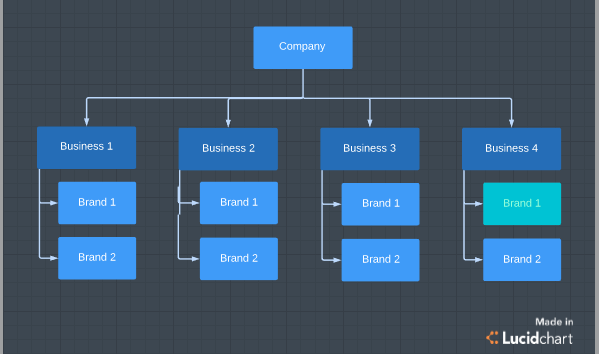 Company
Business 1
Business 2
Business 3
Business 4
Brand 1
Brand 1
Brand 1
Brand 1
Brand 2
Brand 2
Brand 2
Brand 2
Made in
Lucidchart